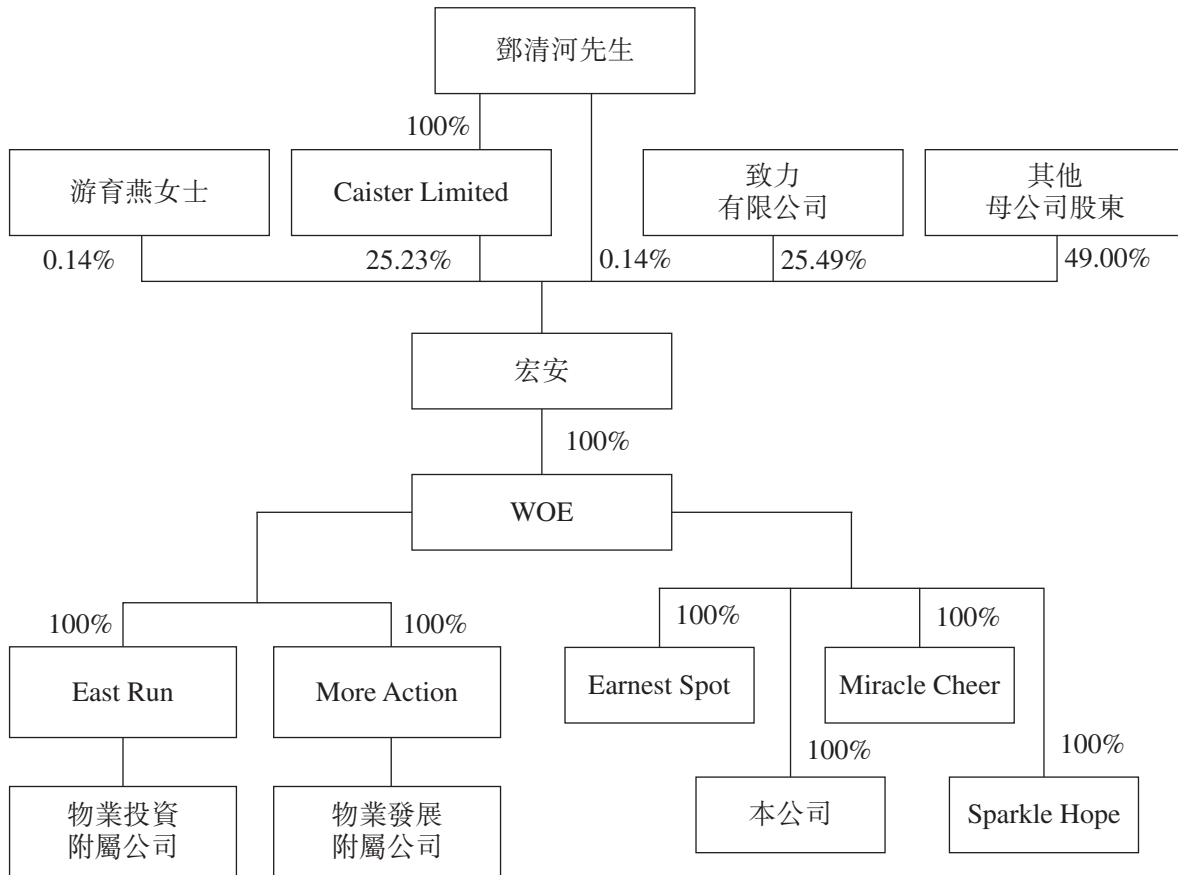 鄧清河先生
100%
游育燕女士
Caister Limited
致力
有限公司
其他
母公司股東
0.14%
25.23%
0.14%
25.49%
49.00%
宏安
100%
WOE
100%
100%
100%
100%
East Run
More Action
Earnest Spot
Miracle Cheer
100%
100%
物業投資
附屬公司
物業發展
附屬公司
本公司
Sparkle Hope